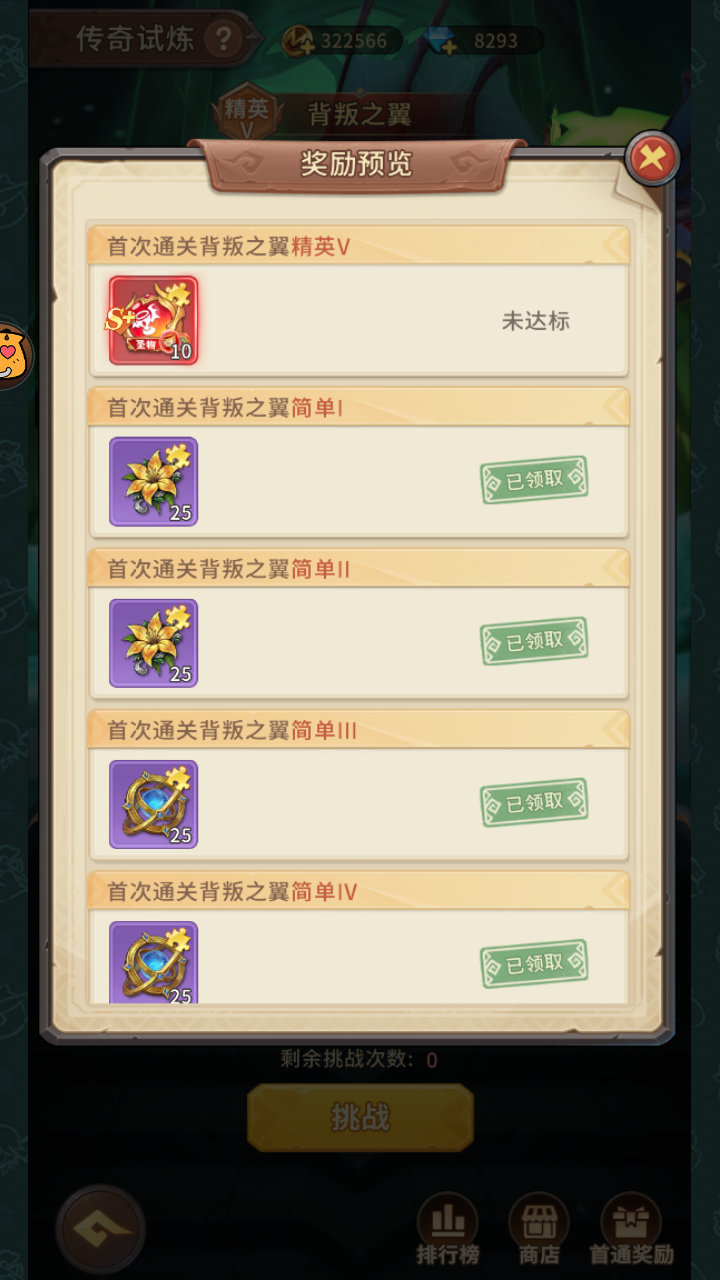 传奇试炼
?
322566
8293
精英
V
背叛之翼
奖励预览
首次通关背叛之翼精英V
S+
圣物
10
未达标
首次通关背叛之翼简单I
25
已领取
首次通关背叛之翼简单II
25
已领取
首次通关背叛之翼简单III
25
已领取
首次通关背叛之翼简单IV
25
已领取
剩余挑战次数: 0
挑战
排行榜
商店
首通奖励